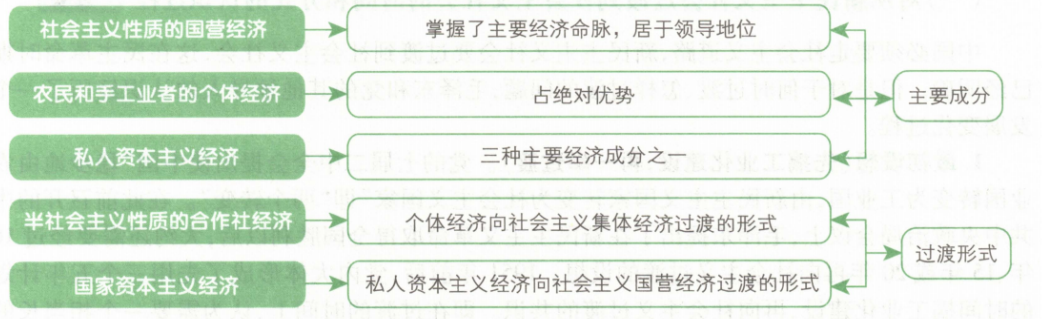 社会主义性质的国营经济
掌握了主要经济命脉，居于领导地位
农民和手工业者的个体经济
占绝对优势
主要成分
私人资本主义经济
三种主要经济成分之一
半社会主义性质的合作社经济
个体经济向社会主义集体经济过渡的形式
过渡形式
国家资本主义经济
私人资本主义经济向社会主义国营经济过渡的形式